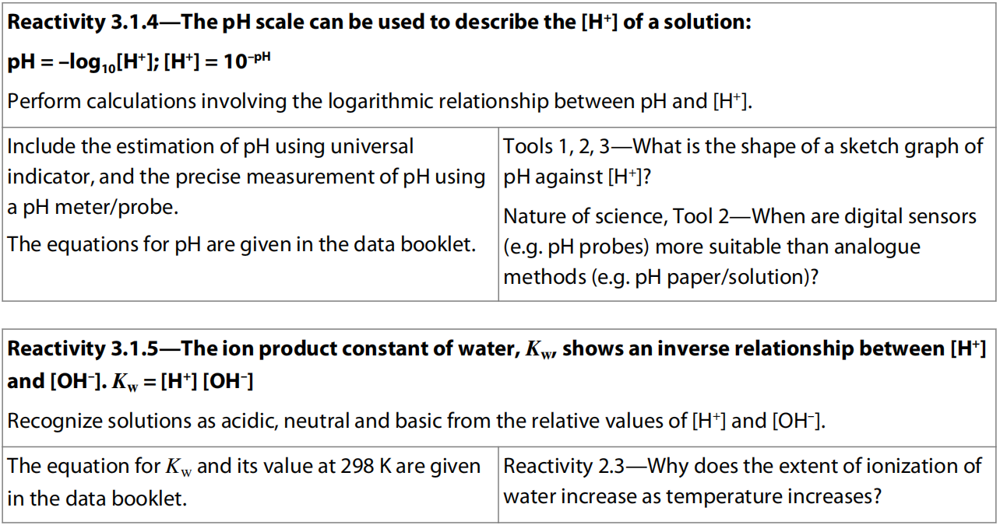 Reactivity 3.1.4—The pH scale can be used to describe the [H⁺] of a solution:
pH = –log₁₀[H⁺]; [H⁺] = 10⁻ᵖᴴ
Perform calculations involving the logarithmic relationship between pH and [H⁺].
Include the estimation of pH using universal
indicator, and the precise measurement of pH using
a pH meter/probe.
The equations for pH are given in the data booklet.
Tools 1, 2, 3—What is the shape of a sketch graph of
pH against [H⁺]?
Nature of science, Tool 2—When are digital sensors
(e.g. pH probes) more suitable than analogue
methods (e.g. pH paper/solution)?
Reactivity 3.1.5—The ion product constant of water, K_w, shows an inverse relationship between [H⁺]
and [OH⁻]. K_w = [H⁺] [OH⁻]
Recognize solutions as acidic, neutral and basic from the relative values of [H⁺] and [OH⁻].
The equation for K_w and its value at 298 K are given
in the data booklet.
Reactivity 2.3—Why does the extent of ionization of
water increase as temperature increases?